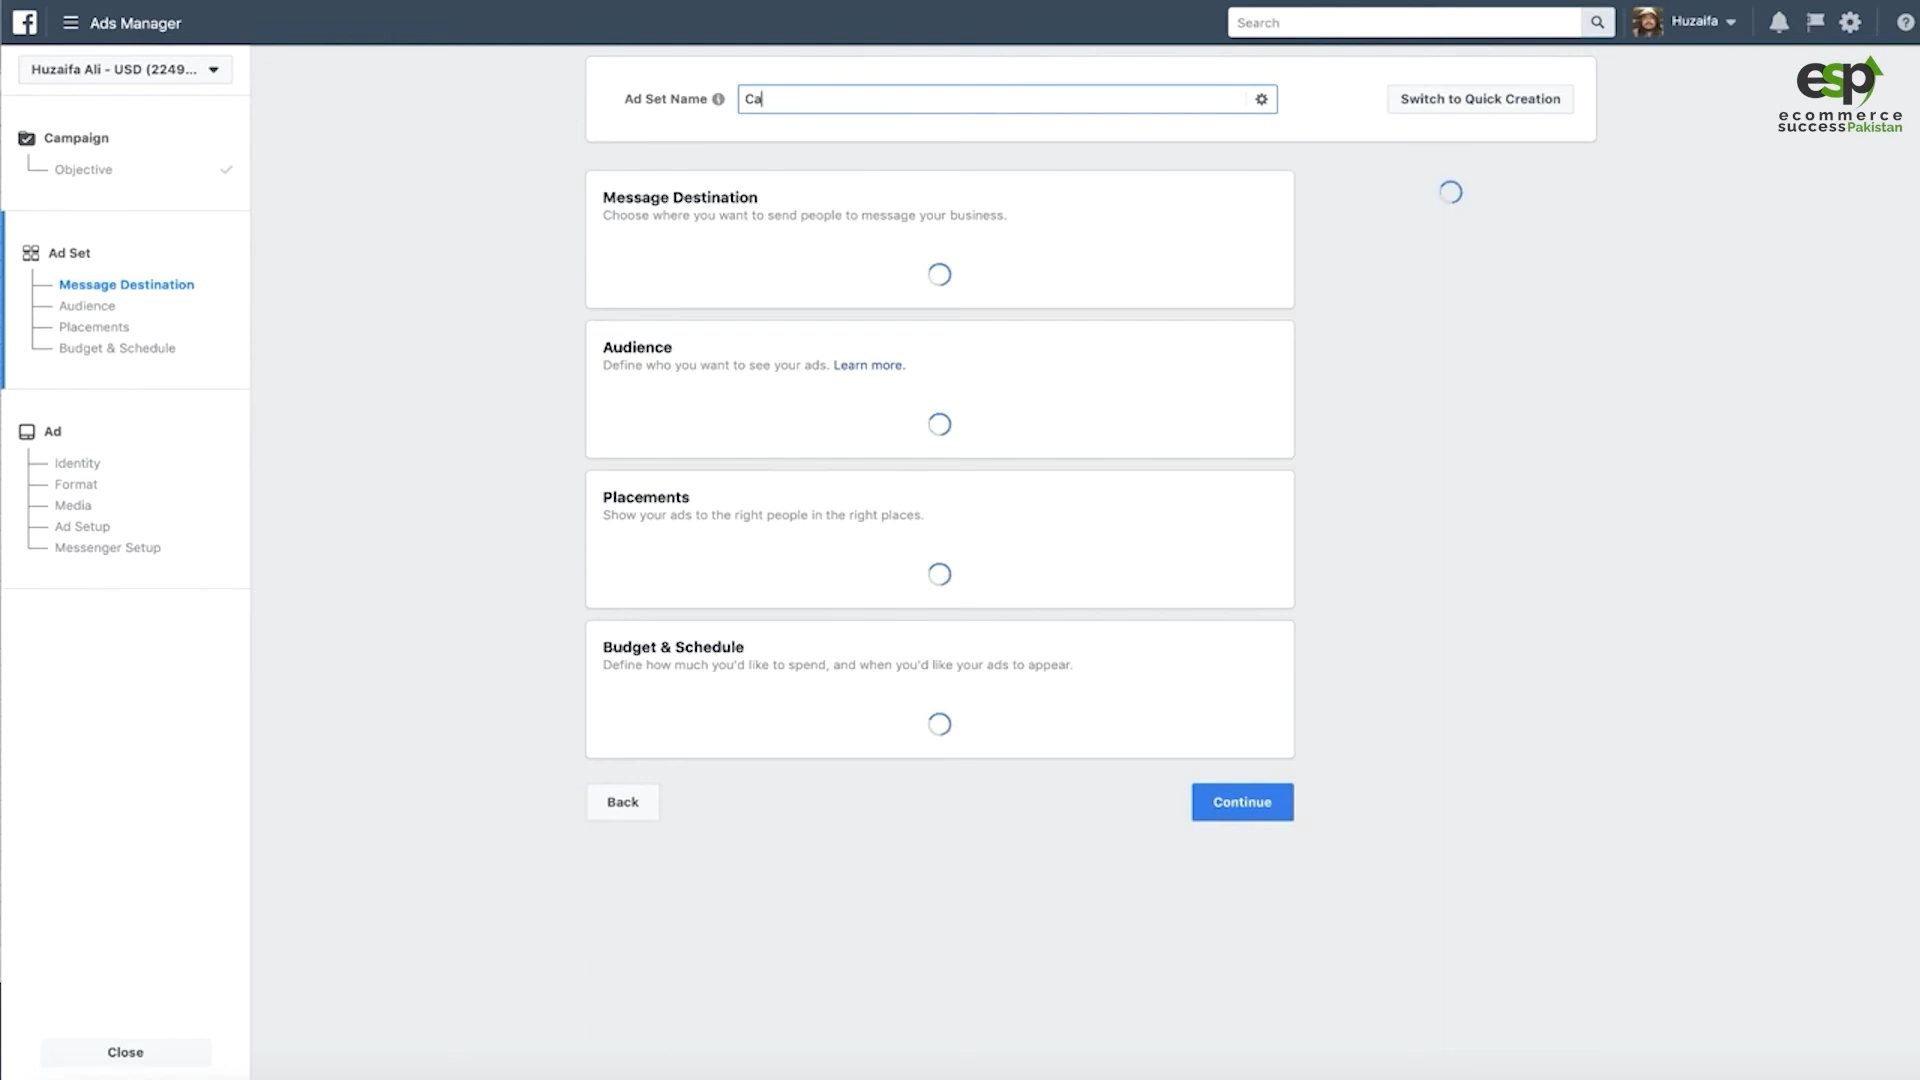 Ads Manager
Search
Huzaifa
Huzaifa Ali - USD (2249...
Campaign
Objective
Ad Set
Message Destination
Audience
Placements
Budget & Schedule
Ad
Identity
Format
Media
Ad Setup
Messenger Setup
Close
Ad Set Name
Ca
Switch to Quick Creation
Message Destination
Choose where you want to send people to message your business.
Audience
Define who you want to see your ads. Learn more.
Placements
Show your ads to the right people in the right places.
Budget & Schedule
Define how much you'd like to spend, and when you'd like your ads to appear.
Back
Continue
esp
ecommerce
successPakistan